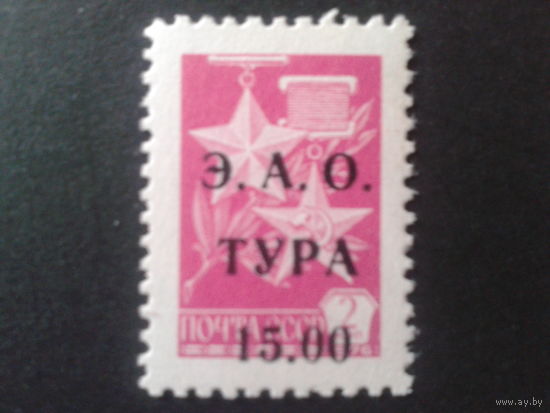 Э. А. О.
ТУРА
ПОЧТА СССР
2
15.00
www.ay.by